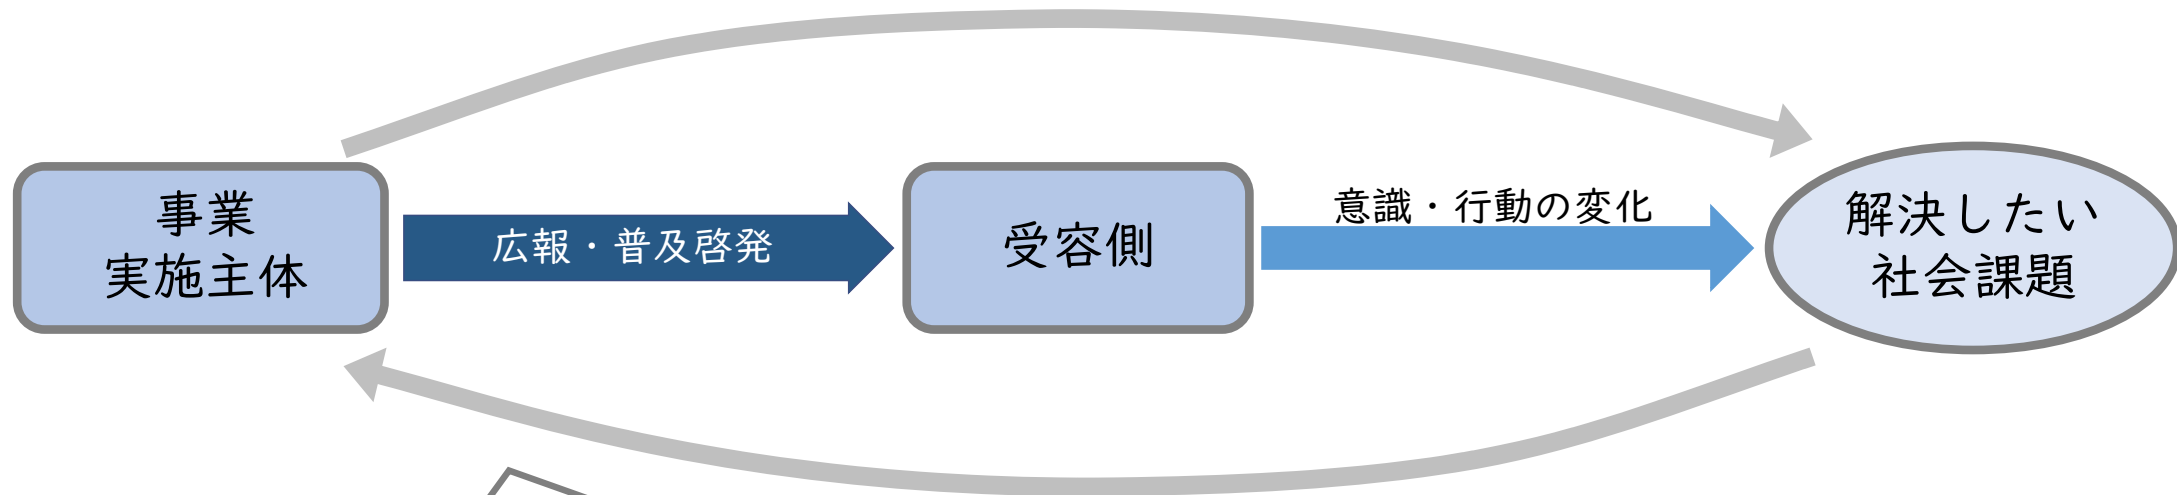 事業
実施主体
広報・普及啓発
受容側
意識・行動の変化
解決したい
社会課題